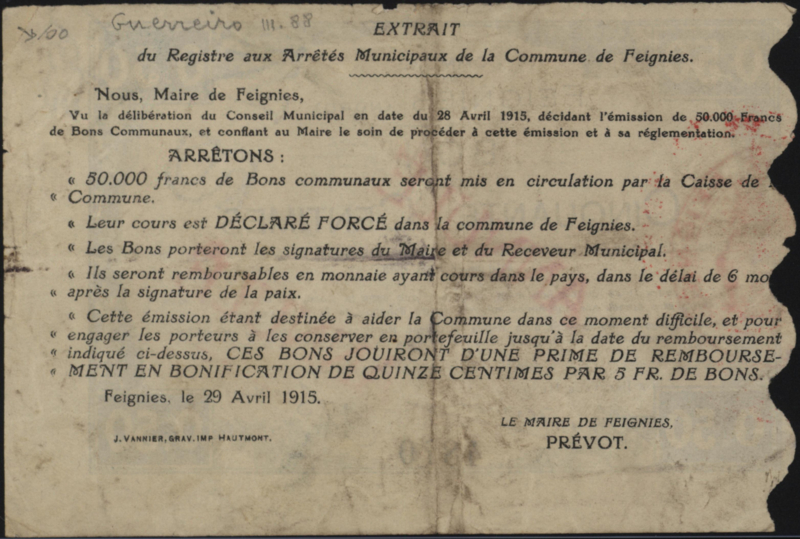 Guerreiro III.88
EXTRAIT
du Registre aux Arrêtés Municipaux de la Commune de Feignies.
Nous, Maire de Feignies,
Vu la délibération du Conseil Municipal en date du 28 Avril 1915, décidant l'émission de 50.000 Francs
de Bons Communaux, et confiant au Maire le soin de procéder à cette émission et à sa réglementation.
ARRÊTONS :
« 50.000 francs de Bons communaux seront mis en circulation par la Caisse de
« Commune.
« Leur cours est DÉCLARÉ FORCÉ dans la commune de Feignies.
« Les Bons porteront les signatures du Maire et du Receveur Municipal.
« Ils seront remboursables en monnaie ayant cours dans le pays, dans le délai de 6 mo
« après la signature de la paix.
« Cette émission étant destinée à aider la Commune dans ce moment difficile, et pour
« engager les porteurs à les conserver en portefeuille jusqu'à la date du remboursement
« indiqué ci-dessus, CES BONS JOUIRONT D'UNE PRIME DE REMBOURSE-
« MENT EN BONIFICATION DE QUINZE CENTIMES PAR 5 FR. DE BONS.
Feignies, le 29 Avril 1915.
LE MAIRE DE FEIGNIES,
PRÉVOT.
J. VANNIER, GRAV. IMP HAUTMONT.